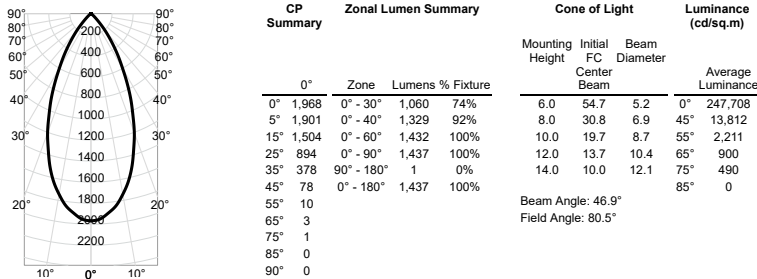 90° 90°
80° 80°
70° 200 70°
60° 400 60°
50° 600 50°
800
40° 1000 40°
30° 1200 30°
1400
1600
20° 1800 20°
2000
2200
10° 0° 10°
CP Summary
0°
0° 1,968
5° 1,901
15° 1,504
25° 894
35° 378
45° 78
55° 10
65° 3
75° 1
85° 0
90° 0
Zonal Lumen Summary
Zone Lumens % Fixture
0° - 30° 1,060 74%
0° - 40° 1,329 92%
0° - 60° 1,432 100%
0° - 90° 1,437 100%
90° - 180° 1 0%
0° - 180° 1,437 100%
Cone of Light
Mounting Height Initial FC Center Beam Beam Diameter
6.0 54.7 5.2
8.0 30.8 6.9
10.0 19.7 8.7
12.0 13.7 10.4
14.0 10.0 12.1
Beam Angle: 46.9°
Field Angle: 80.5°
Luminance (cd/sq.m)
Average Luminance
0° 247,708
45° 13,812
55° 2,211
65° 900
75° 490
85° 0